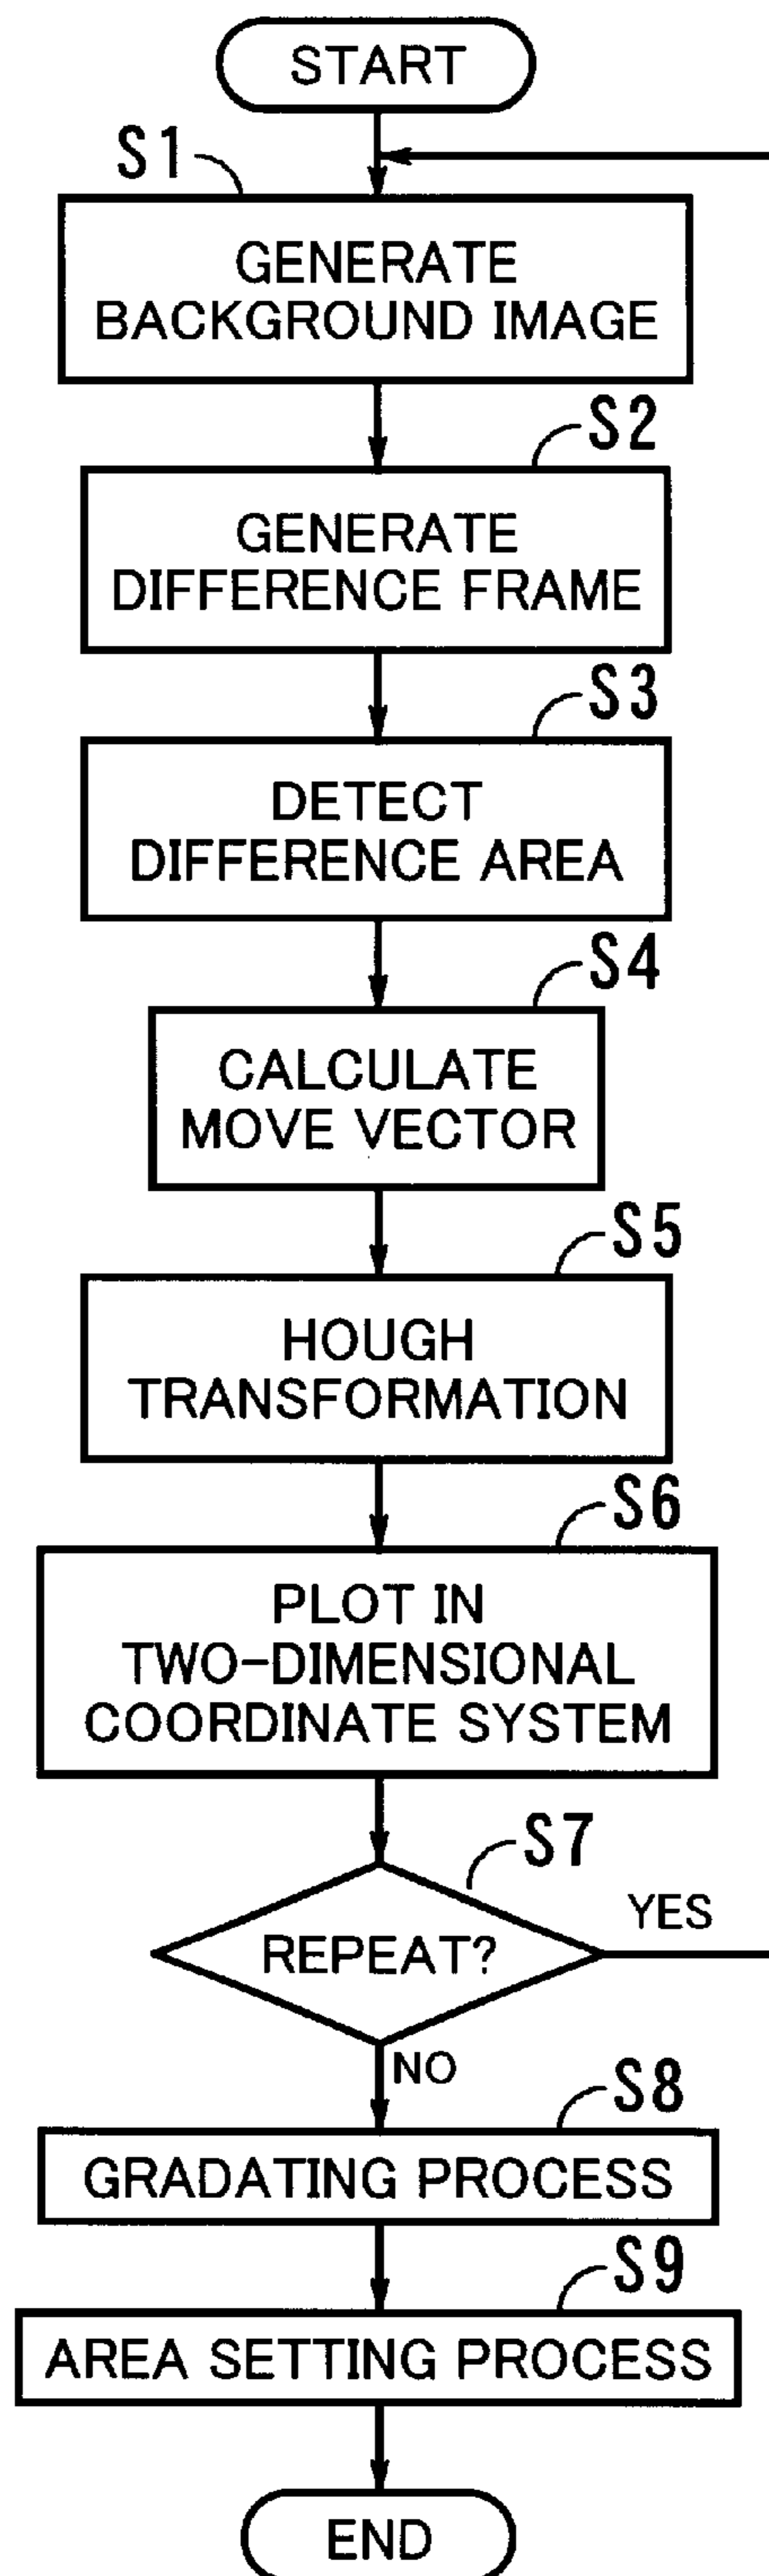 START
S1
GENERATE
BACKGROUND IMAGE
S2
GENERATE
DIFFERENCE FRAME
S3
DETECT
DIFFERENCE AREA
S4
CALCULATE
MOVE VECTOR
S5
HOUGH
TRANSFORMATION
S6
PLOT IN
TWO-DIMENSIONAL
COORDINATE SYSTEM
S7
REPEAT?
YES
NO
S8
GRADATING PROCESS
S9
AREA SETTING PROCESS
END